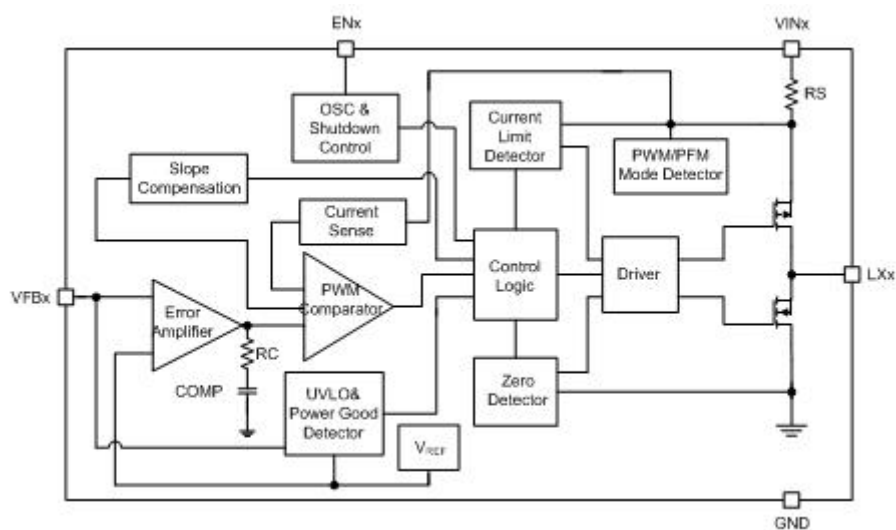 ENx
VINx
OSC &
Shutdown
Control
Current
Limit
Detector
RS
PWM/PFM
Mode Detector
Slope
Compensation
Current
Sense
Control
Logic
Driver
LXx
VFBx
Error
Amplifier
PWM
Comparator
RC
COMP
UVLO&
Power Good
Detector
Zero
Detector
VREF
GND